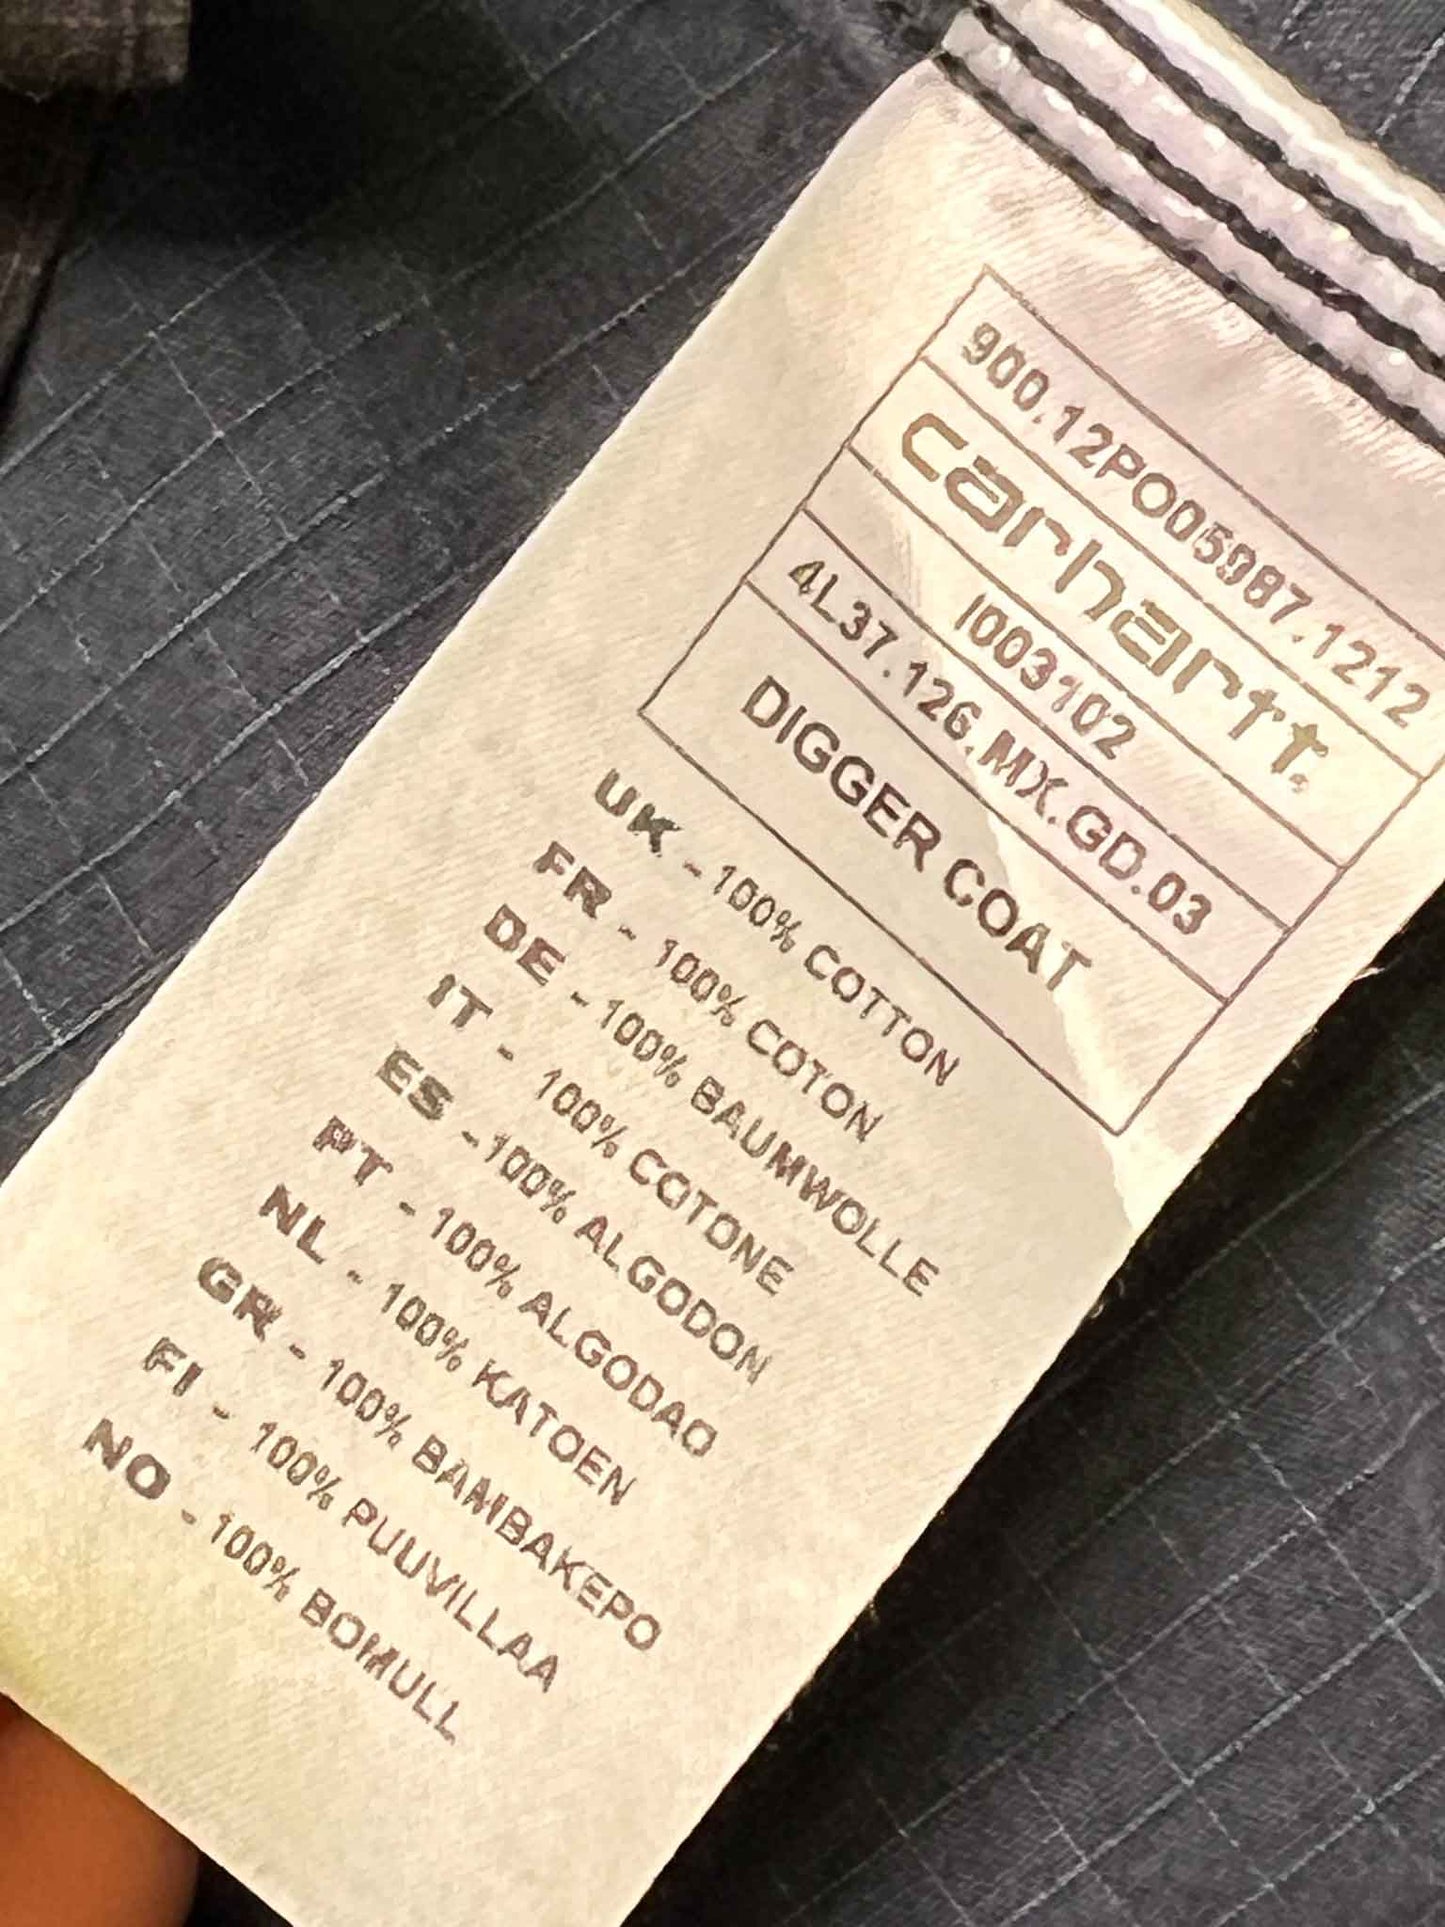 900.12PO05987.1212
carhartt.
I003102
4L37.126.MX.GD.03
DIGGER COAT
UK - 100% COTTON
FR - 100% COTON
DE - 100% BAUMWOLLE
IT - 100% COTONE
ES - 100% ALGODON
PT - 100% ALGODAO
NL - 100% KATOEN
GR - 100% BAMBAKEPO
FI - 100% PUUVILLAA
NO - 100% BOMULL